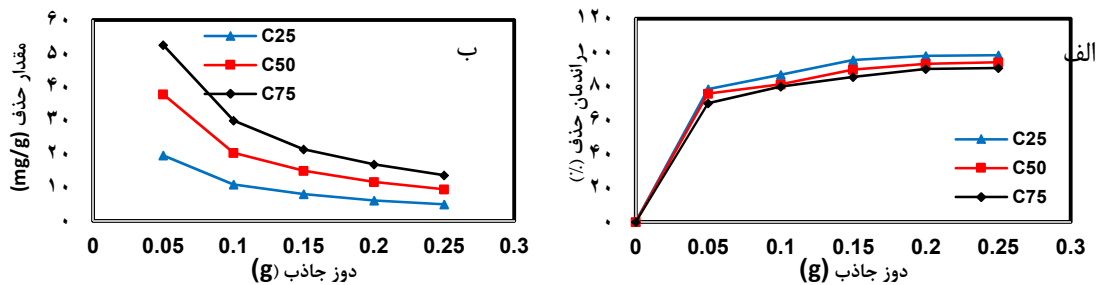 ب
مقدار حذف (mg/g)
۶۰
۵۰
۴۰
۳۰
۲۰
۱۰
۰
C25
C50
C75
0 0.05 0.1 0.15 0.2 0.25 0.3
دوز جاذب (g)
الف
راندمان حذف (٪)
۱۲۰
۱۰۰
۸۰
۶۰
۴۰
۲۰
۰
C25
C50
C75
0 0.05 0.1 0.15 0.2 0.25 0.3
دوز جاذب (g)